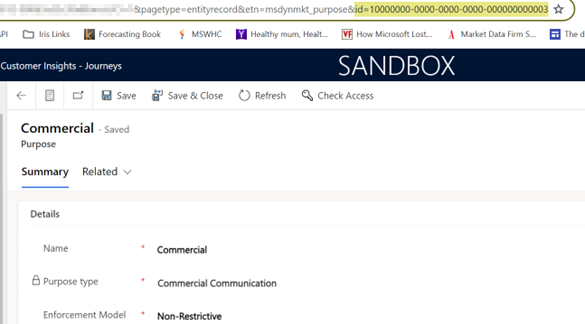 &pagetype=entityrecord&etn=msdynmkt_purpose&id=10000000-0000-0000-0000-000000000003
PI Iris Links Forecasting Book MSWHC Healthy mum, Healt... How Microsoft Lost... Market Data Firm S... The d
Customer Insights - Journeys SANDBOX
Save Save & Close Refresh Check Access
Commercial - Saved
Purpose
Summary Related
Details
Name * Commercial
Purpose type * Commercial Communication
Enforcement Model * Non-Restrictive